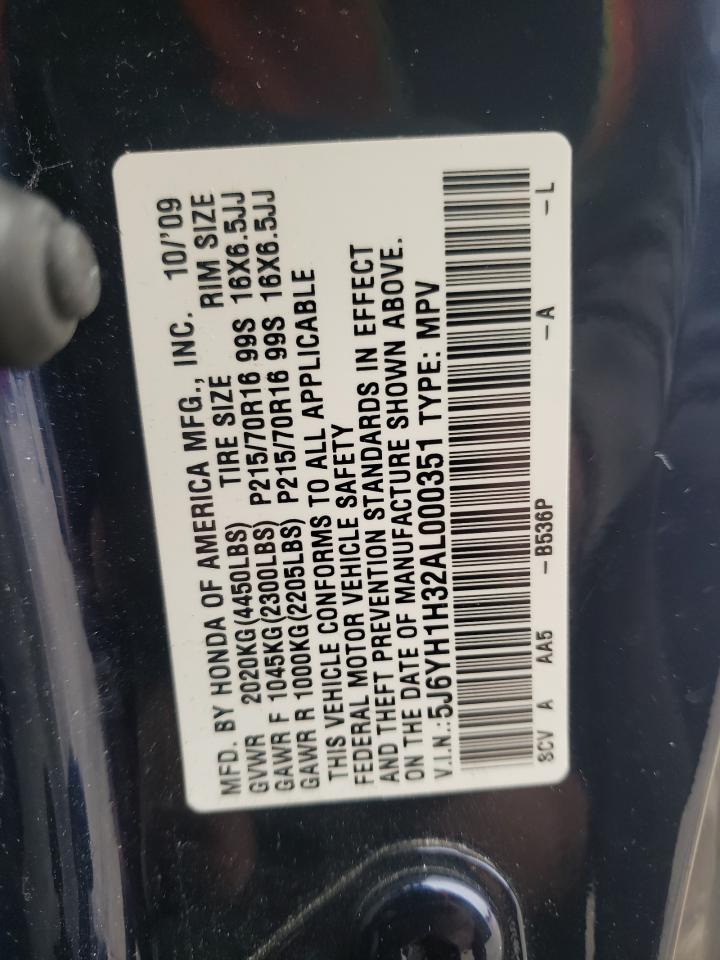 MFD. BY HONDA OF AMERICA MFG., INC. 10/'09
GVWR 2020KG(4450LBS) TIRE SIZE RIM SIZE
GAWR F 1045KG(2300LBS) P215/70R16 99S 16X6.5JJ
GAWR R 1000KG(2205LBS) P215/70R16 99S 16X6.5JJ
THIS VEHICLE CONFORMS TO ALL APPLICABLE
FEDERAL MOTOR VEHICLE SAFETY
AND THEFT PREVENTION STANDARDS IN EFFECT
ON THE DATE OF MANUFACTURE SHOWN ABOVE.
V.I.N.: 5J6YH1H32AL000351 TYPE: MPV
SCV A AA5 -B536P -A -L